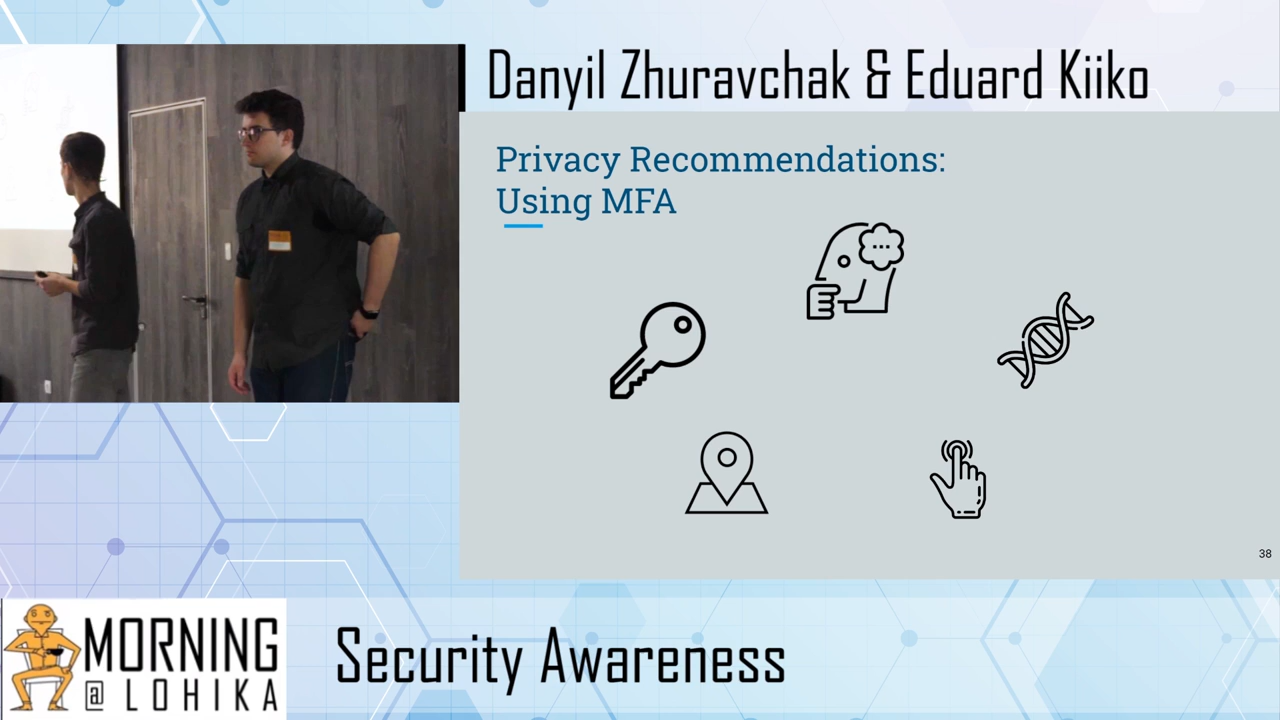 Danyil Zhuravchak & Eduard Kiiko
Privacy Recommendations:
Using MFA
38
MORNING
@ LOHIKA
Security Awareness